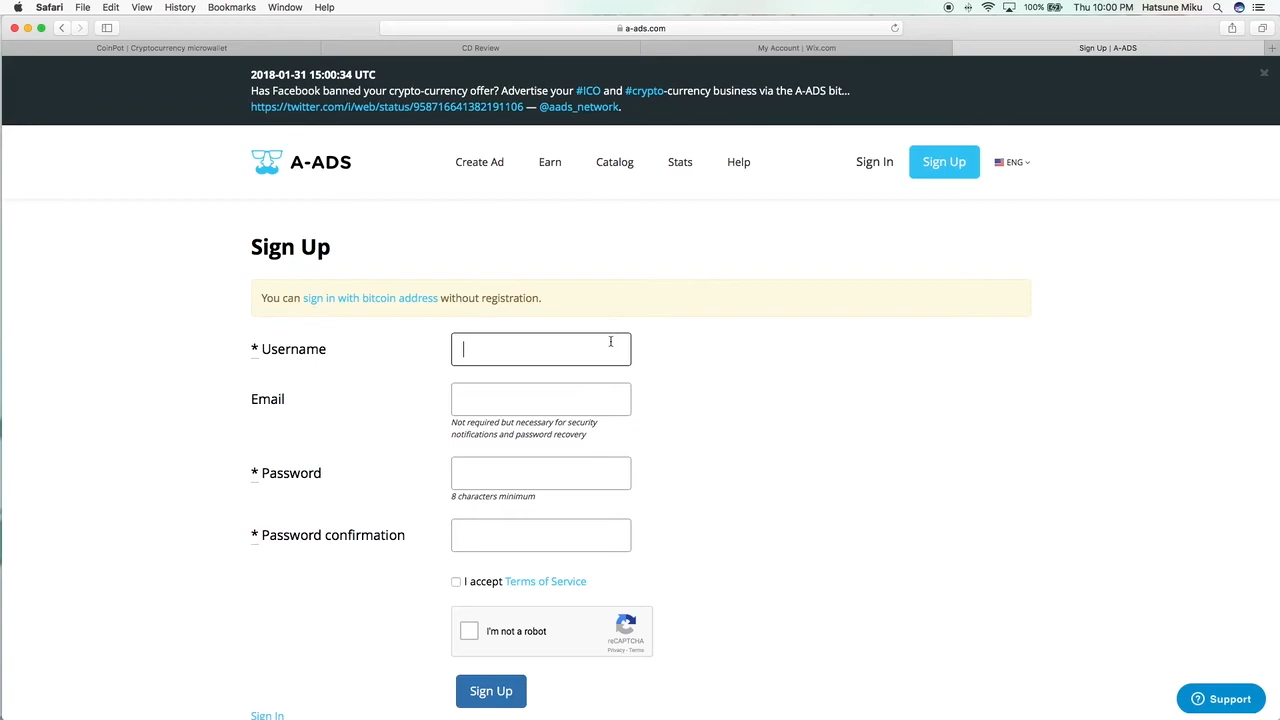 Safari File Edit View History Bookmarks Window Help 100% Thu 10:00 PM Hatsune Miku
a-ads.com
CoinPot | Cryptocurrency microwallet CD Review My Account | Wix.com Sign Up | A-ADS
2018-01-31 15:00:34 UTC
Has Facebook banned your crypto-currency offer? Advertise your #ICO and #crypto-currency business via the A-ADS bit...
https://twitter.com/i/web/status/958716641382191106 — @aads_network.
A-ADS Create Ad Earn Catalog Stats Help Sign In Sign Up ENG
Sign Up
You can sign in with bitcoin address without registration.
* Username
Email
Not required but necessary for security
notifications and password recovery
* Password
8 characters minimum
* Password confirmation
I accept Terms of Service
I'm not a robot
reCAPTCHA
Privacy - Terms
Sign Up
Support
Sign In